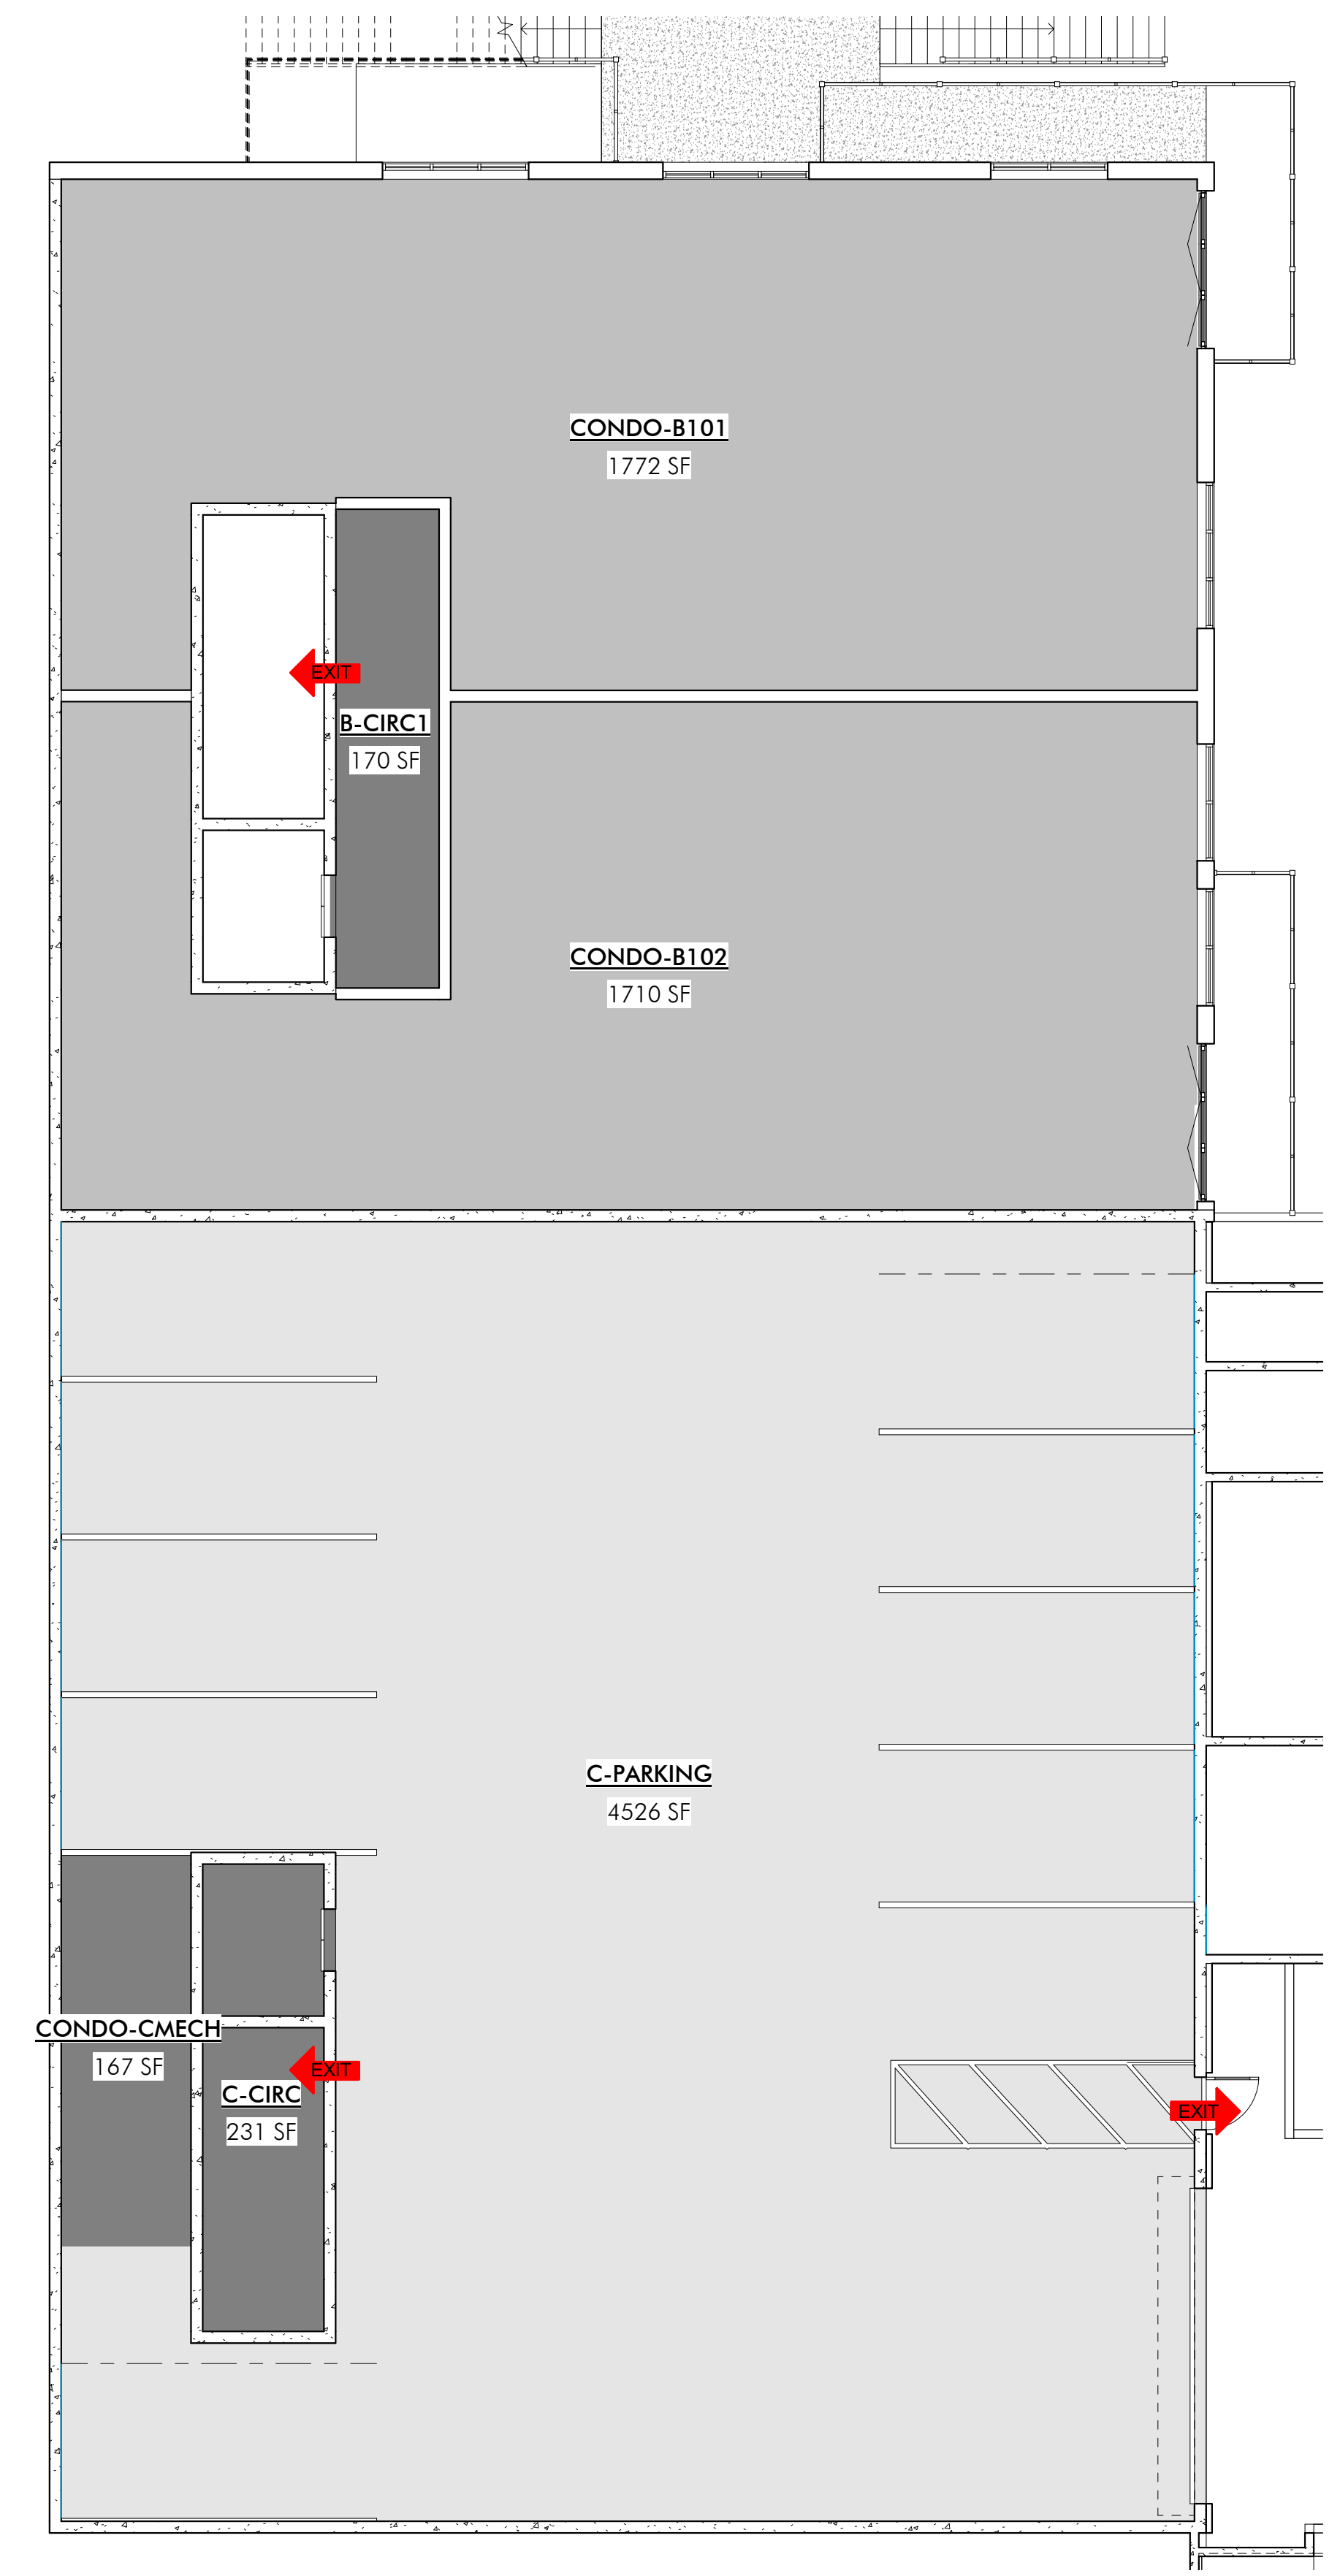 CONDO-B101
1772 SF
EXIT
B-CIRC1
170 SF
CONDO-B102
1710 SF
C-PARKING
4526 SF
CONDO-CMECH
167 SF
EXIT
C-CIRC
231 SF
EXIT